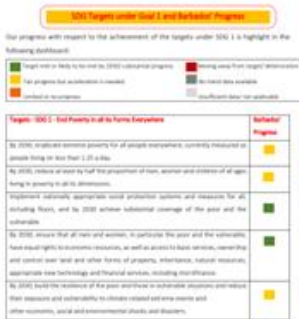 SDG Targets under Goal 1 and Barbados' Progress
Our progress with respect to the achievement of the targets under SDG 1 is highlight in the
following dashboard:
Target met or likely to be met by 2030/ substantial progress
Moving away from target/ deterioration
Fair progress but acceleration is needed
No trend data available
Limited or no progress
Insufficient data/ not applicable
Targets - SDG 1 - End Poverty in all its Forms Everywhere
Barbados'
Progress
By 2030, eradicate extreme poverty for all people everywhere, currently measured as
people living on less than 1.25 a day
By 2030, reduce at least by half the proportion of men, women and children of all ages
living in poverty in all its dimensions
Implement nationally appropriate social protection systems and measures for all,
including floors, and by 2030 achieve substantial coverage of the poor and the
vulnerable
By 2030, ensure that all men and women, in particular the poor and the vulnerable,
have equal rights to economic resources, as well as access to basic services, ownership
and control over land and other forms of property, inheritance, natural resources,
appropriate new technology and financial services, including microfinance
By 2030, build the resilience of the poor and those in vulnerable situations and reduce
their exposure and vulnerability to climate-related extreme events and
other economic, social and environmental shocks and disasters